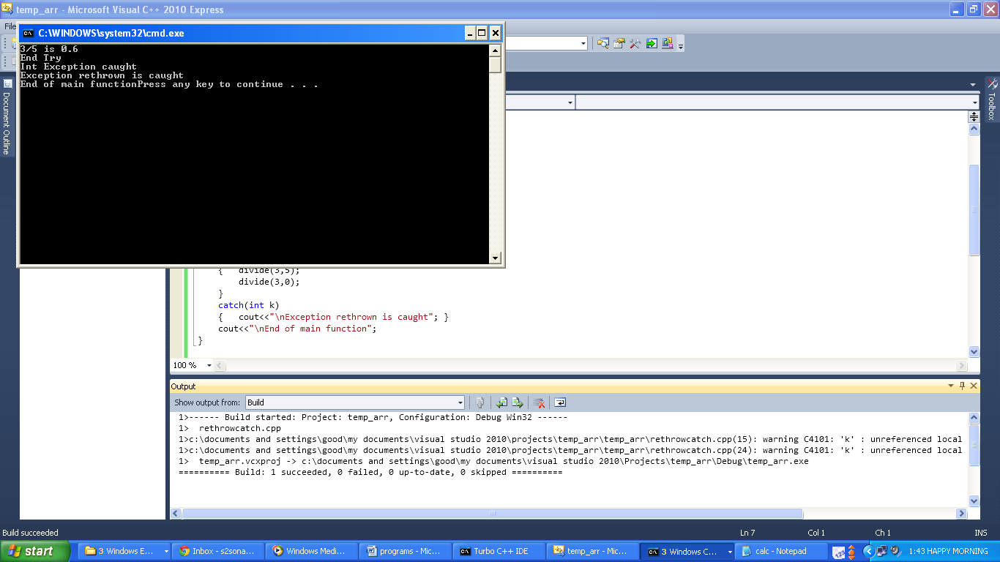 temp_arr - Microsoft Visual C++ 2010 Express
File
C:\WINDOWS\system32\cmd.exe
3/5 is 0.6
End Try
Int Exception caught
Exception rethrown is caught
End of main functionPress any key to continue . . .
Document Outline
Toolbox
{ divide(3,5);
divide(3,0);
}
catch(int k)
{ cout<<"\nException rethrown is caught"; }
cout<<"\nEnd of main function";
}
100 %
Output
Show output from: Build
1>------ Build started: Project: temp_arr, Configuration: Debug Win32 ------
1> rethrowcatch.cpp
1>c:\documents and settings\good\my documents\visual studio 2010\projects\temp_arr\temp_arr\rethrowcatch.cpp(15): warning C4101: 'k' : unreferenced local
1>c:\documents and settings\good\my documents\visual studio 2010\projects\temp_arr\temp_arr\rethrowcatch.cpp(24): warning C4101: 'k' : unreferenced local
1> temp_arr.vcxproj -> c:\documents and settings\good\my documents\visual studio 2010\Projects\temp_arr\Debug\temp_arr.exe
========== Build: 1 succeeded, 0 failed, 0 up-to-date, 0 skipped ==========
Build succeeded
Ln 7 Col 1 Ch 1 INS
start 3 Windows E... Inbox - s2sona... Windows Medi... programs - Mic... Turbo C++ IDE temp_arr - Micros... 3 Windows C... calc - Notepad 1:43 HAPPY MORNING